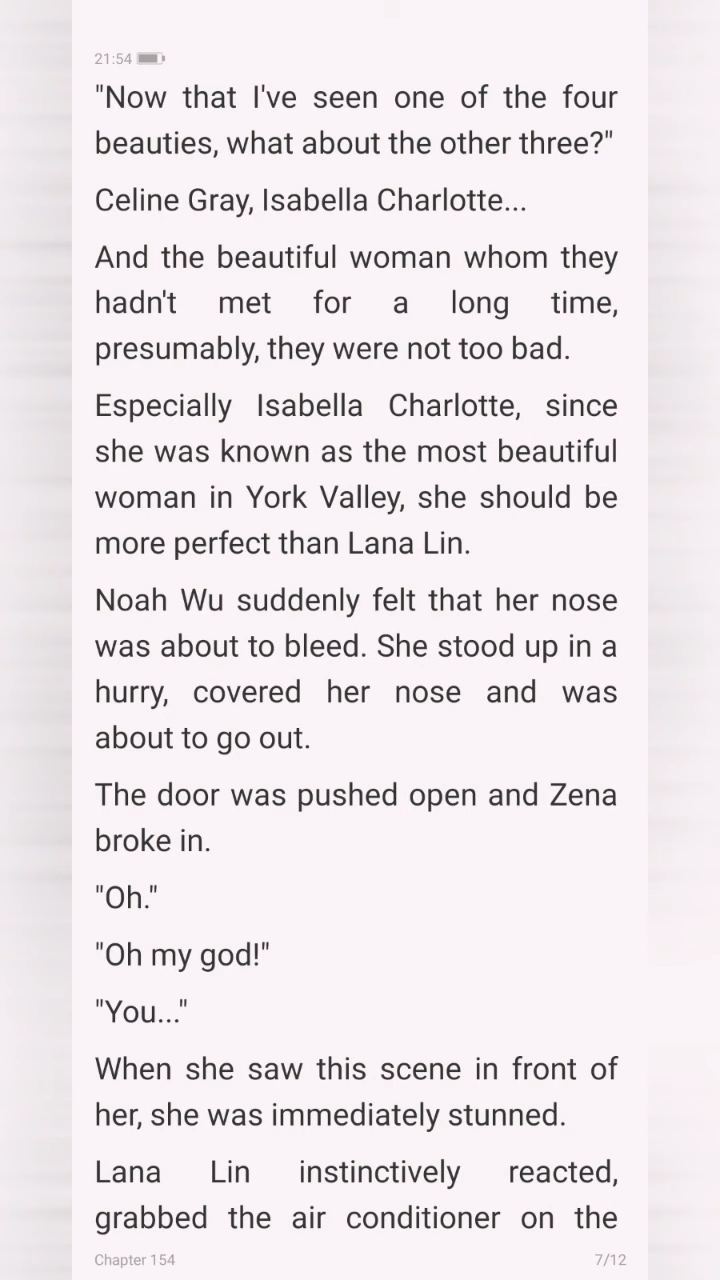 21:54
"Now that I've seen one of the four
beauties, what about the other three?"
Celine Gray, Isabella Charlotte...
And the beautiful woman whom they
hadn't met for a long time,
presumably, they were not too bad.
Especially Isabella Charlotte, since
she was known as the most beautiful
woman in York Valley, she should be
more perfect than Lana Lin.
Noah Wu suddenly felt that her nose
was about to bleed. She stood up in a
hurry, covered her nose and was
about to go out.
The door was pushed open and Zena
broke in.
"Oh."
"Oh my god!"
"You..."
When she saw this scene in front of
her, she was immediately stunned.
Lana Lin instinctively reacted,
grabbed the air conditioner on the
Chapter 154
7/12